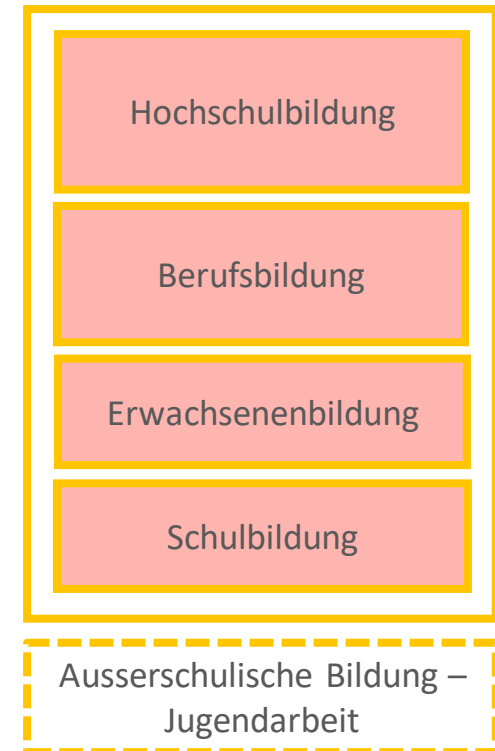 Hochschulbildung
Berufsbildung
Erwachsenenbildung
Schulbildung
Ausserschulische Bildung –
Jugendarbeit